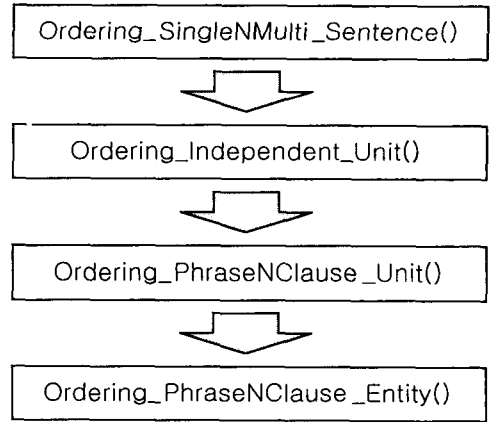 Ordering_SingleNMulti_Sentence()
Ordering_Independent_Unit()
Ordering_PhraseNClause_Unit()
Ordering_PhraseNClause_Entity()